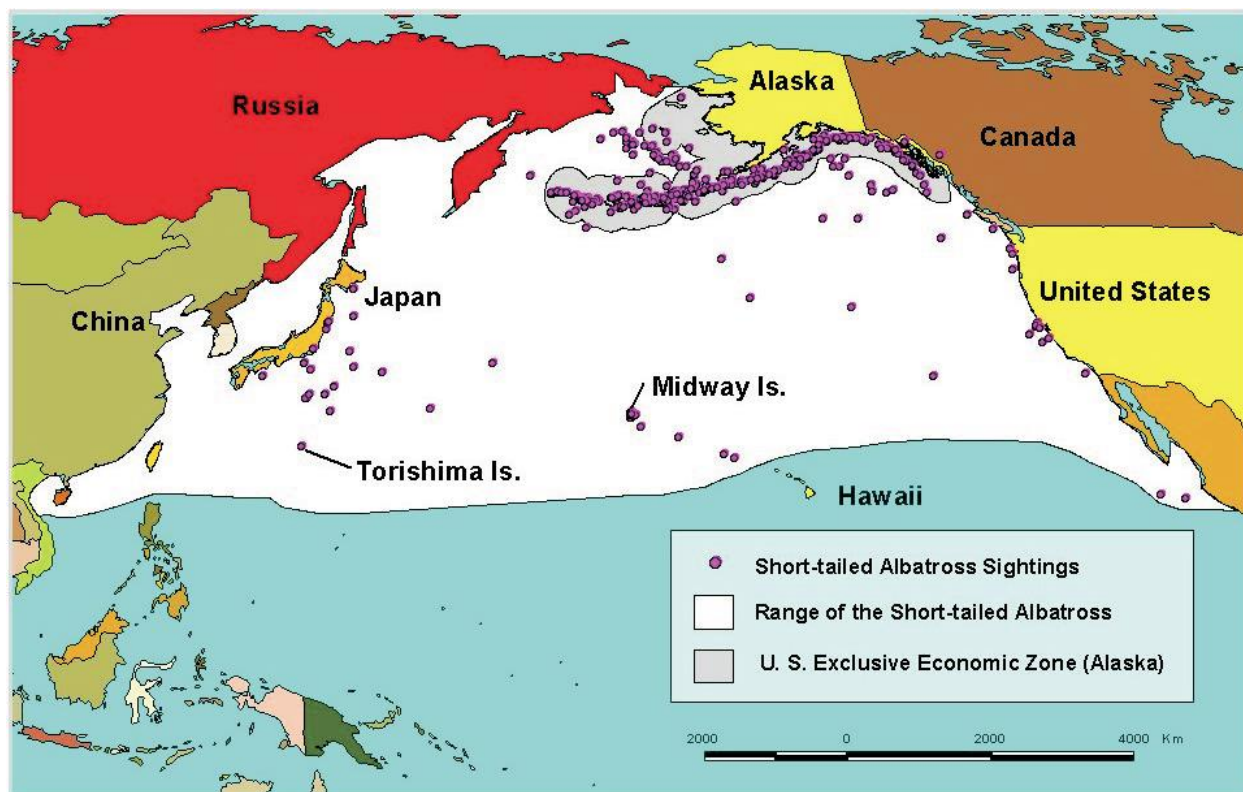 Russia
Alaska
Canada
China
Japan
United States
Midway Is.
Torishima Is.
Hawaii
Short-tailed Albatross Sightings
Range of the Short-tailed Albatross
U. S. Exclusive Economic Zone (Alaska)
2000 0 2000 4000 Km